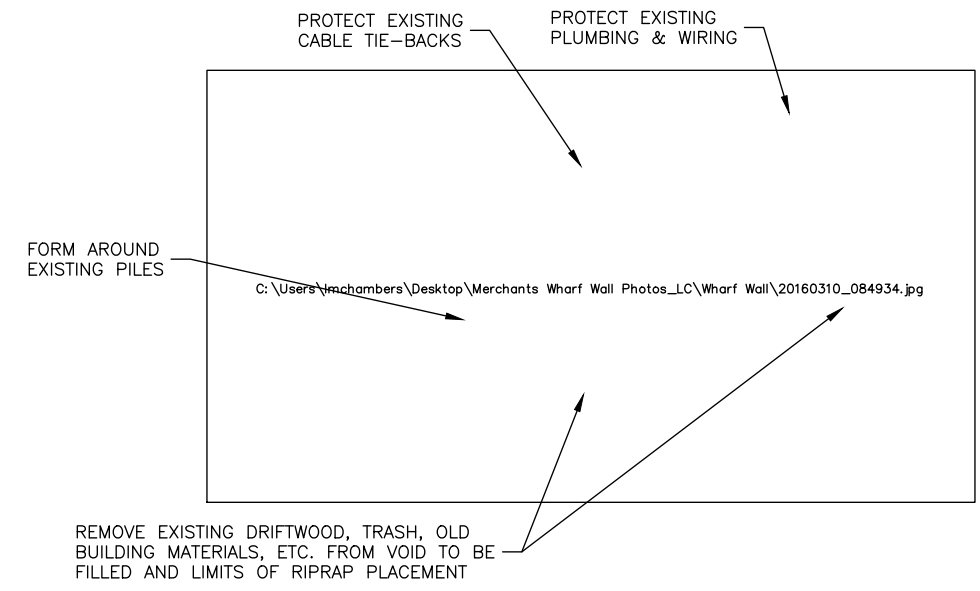 PROTECT EXISTING
CABLE TIE-BACKS
PROTECT EXISTING
PLUMBING & WIRING
FORM AROUND
EXISTING PILES
C:\Users\lmchambers\Desktop\Merchants Wharf Wall Photos_LC\Wharf Wall\20160310_084934.jpg
REMOVE EXISTING DRIFTWOOD, TRASH, OLD
BUILDING MATERIALS, ETC. FROM VOID TO BE
FILLED AND LIMITS OF RIPRAP PLACEMENT